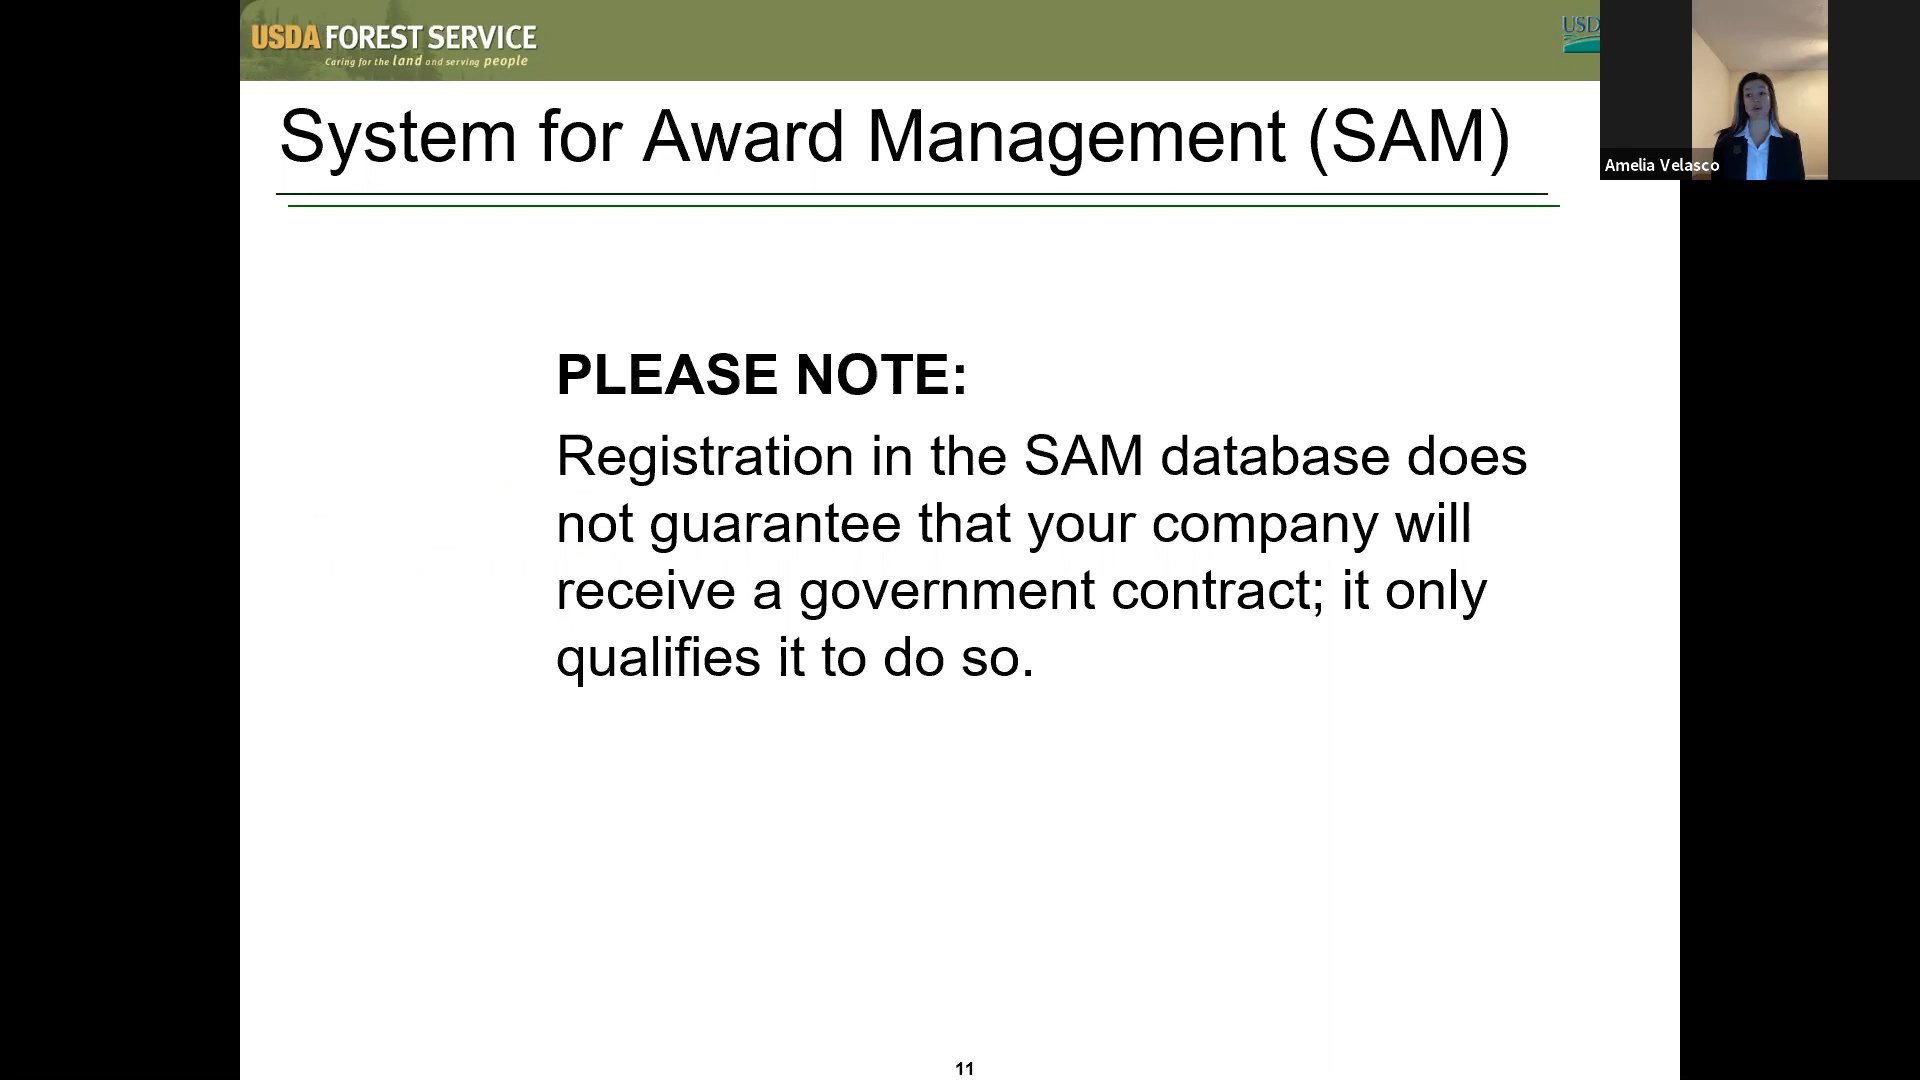 USDA FOREST SERVICE
Caring for the land and serving people
USD
Amelia Velasco
System for Award Management (SAM)
PLEASE NOTE:
Registration in the SAM database does
not guarantee that your company will
receive a government contract; it only
qualifies it to do so.
11